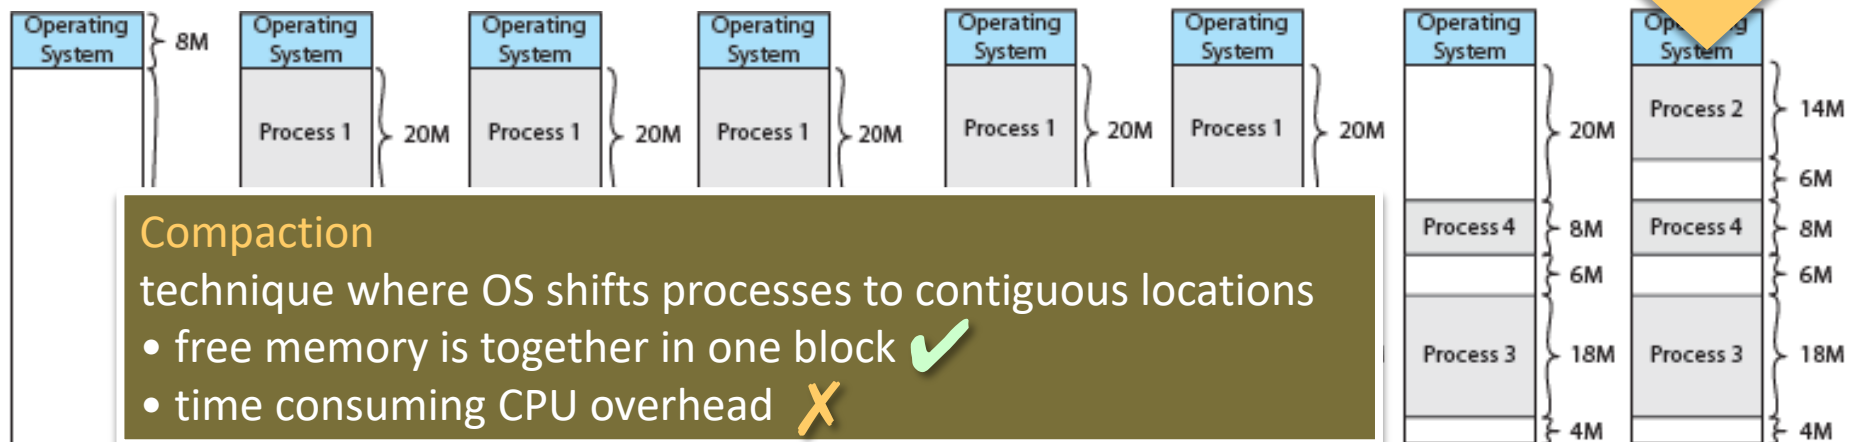 Operating
System
8M
Operating
System
Process 1
20M
Operating
System
Process 1
20M
Operating
System
Process 1
20M
Operating
System
Process 1
20M
Operating
System
Process 1
20M
Operating
System
20M
Process 4
8M
6M
Process 3
18M
4M
System
Process 2
14M
6M
Process 4
8M
6M
Process 3
18M
4M
Compaction
technique where OS shifts processes to contiguous locations
• free memory is together in one block ✔
• time consuming CPU overhead ✗